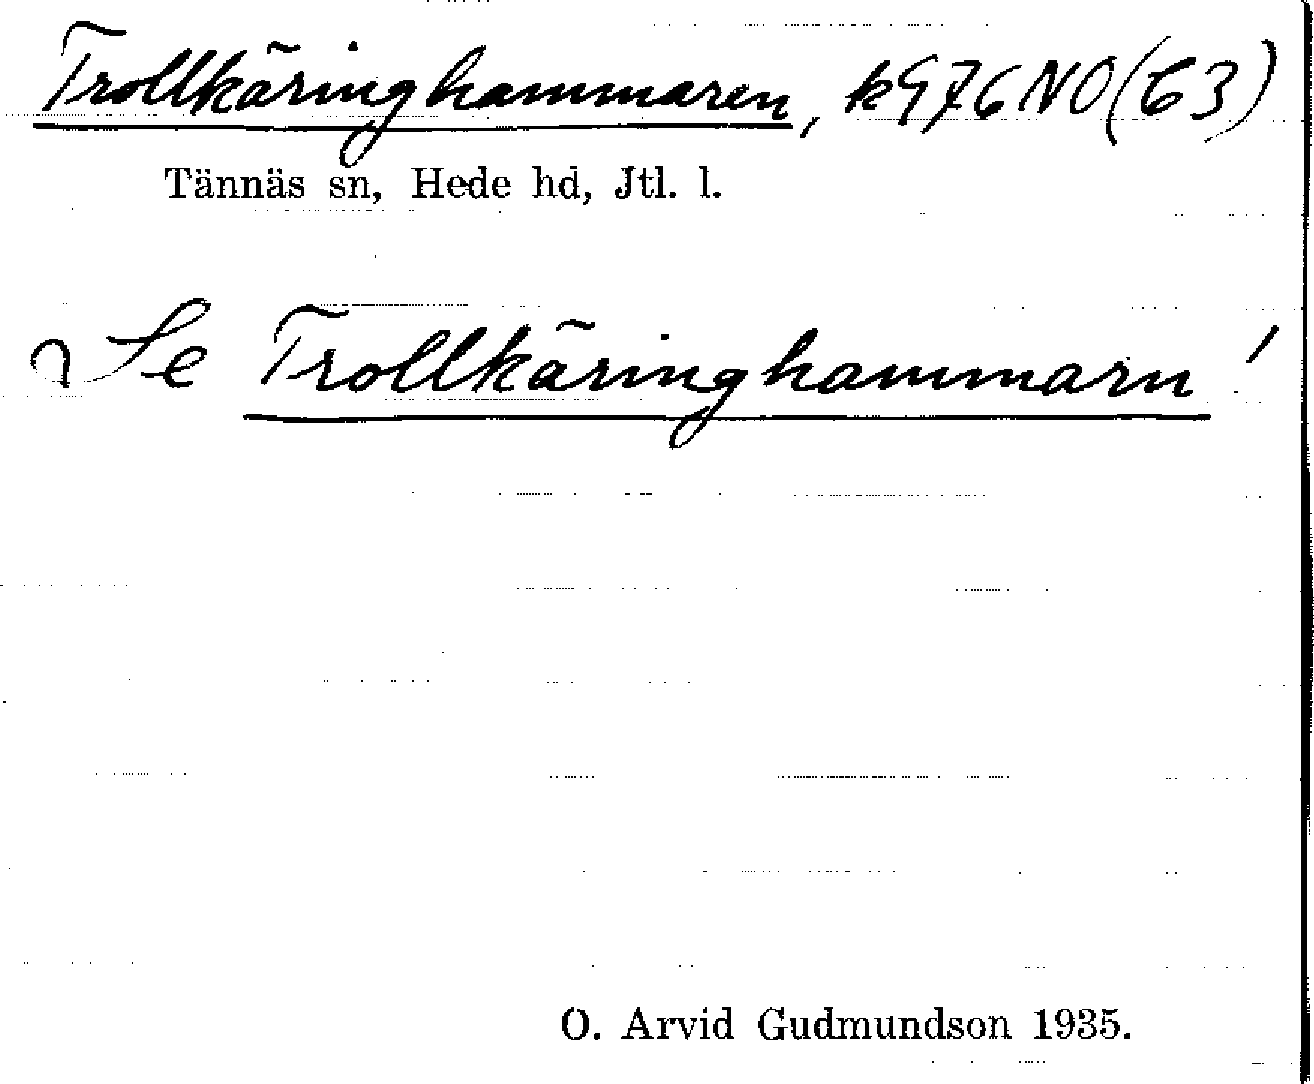 Trollkäringhammaren, k976NO(63)
Tännäs sn, Hede hd, Jtl. l.
Se Trollkäringhammarn!
O. Arvid Gudmundson 1935.